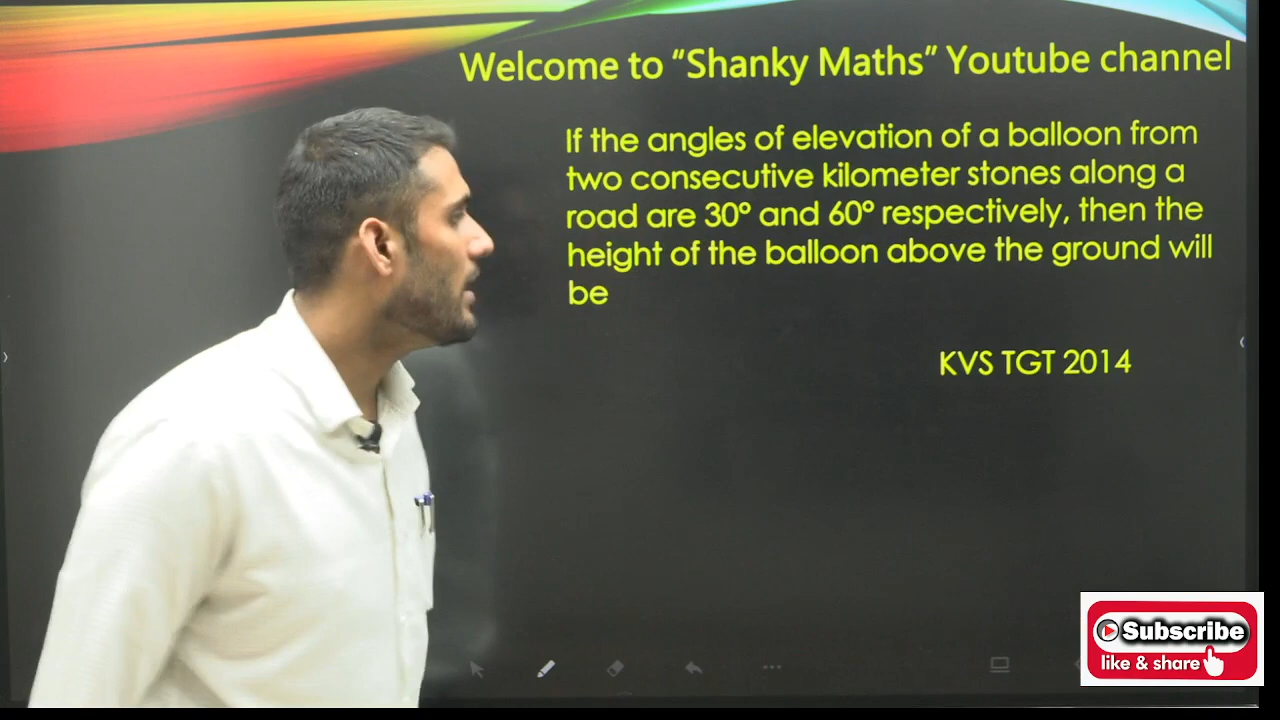 Welcome to “Shanky Maths” Youtube channel
If the angles of elevation of a balloon from
two consecutive kilometer stones along a
road are 30° and 60° respectively, then the
height of the balloon above the ground will
be
KVS TGT 2014
Subscribe
like & share